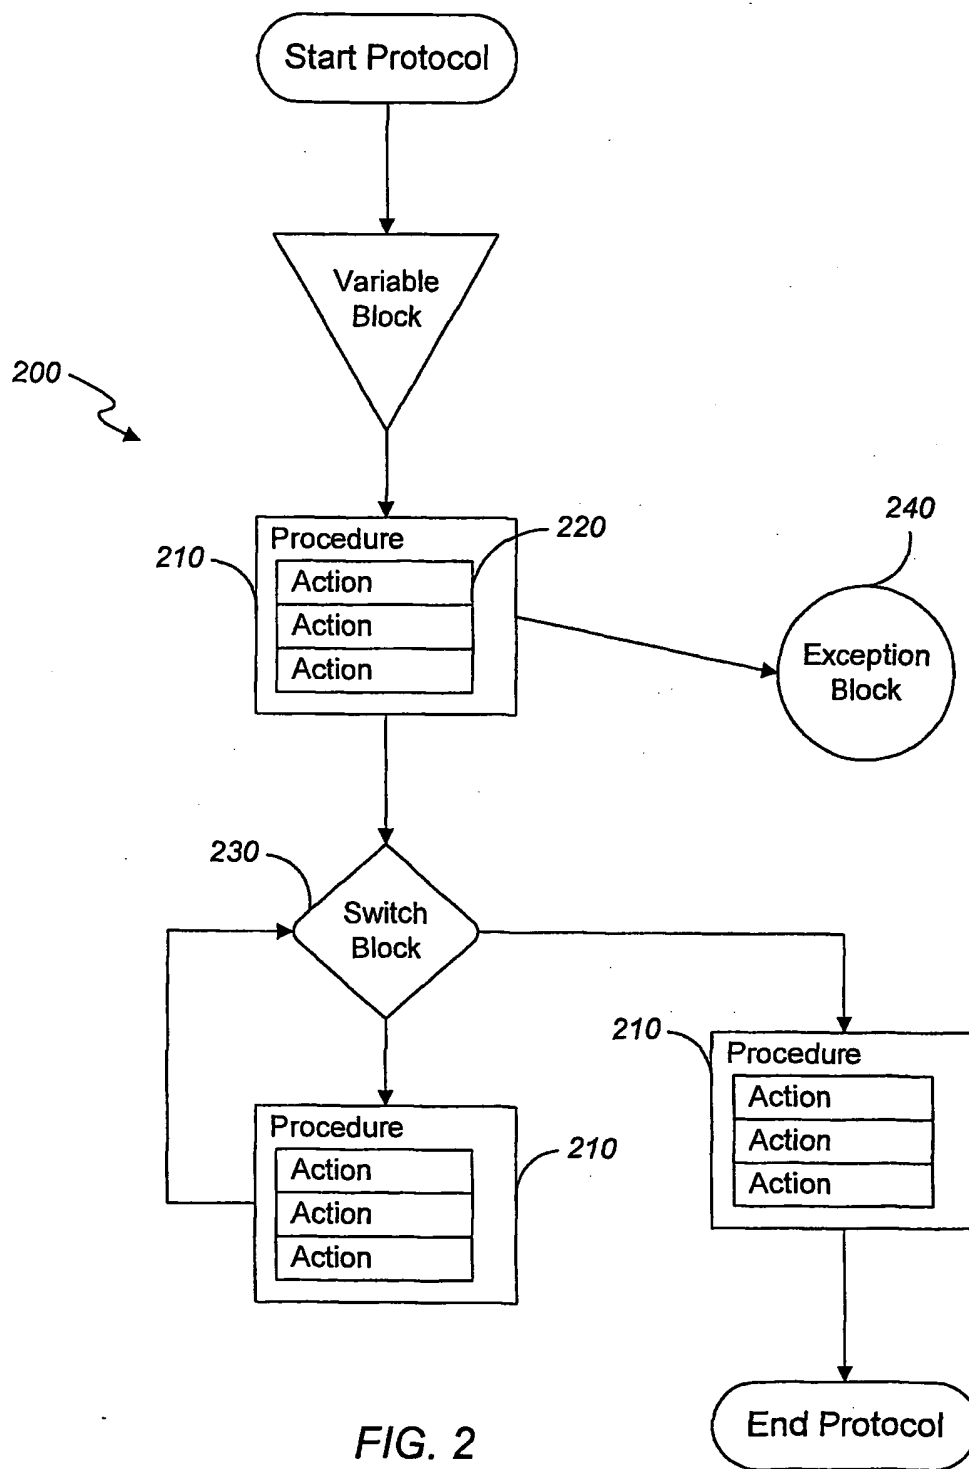 Start Protocol
Variable
Block
200
Procedure
210
220
Action
Action
Action
240
Exception
Block
230
Switch
Block
210
Procedure
Action
Action
Action
Procedure
210
Action
Action
Action
End Protocol
FIG. 2